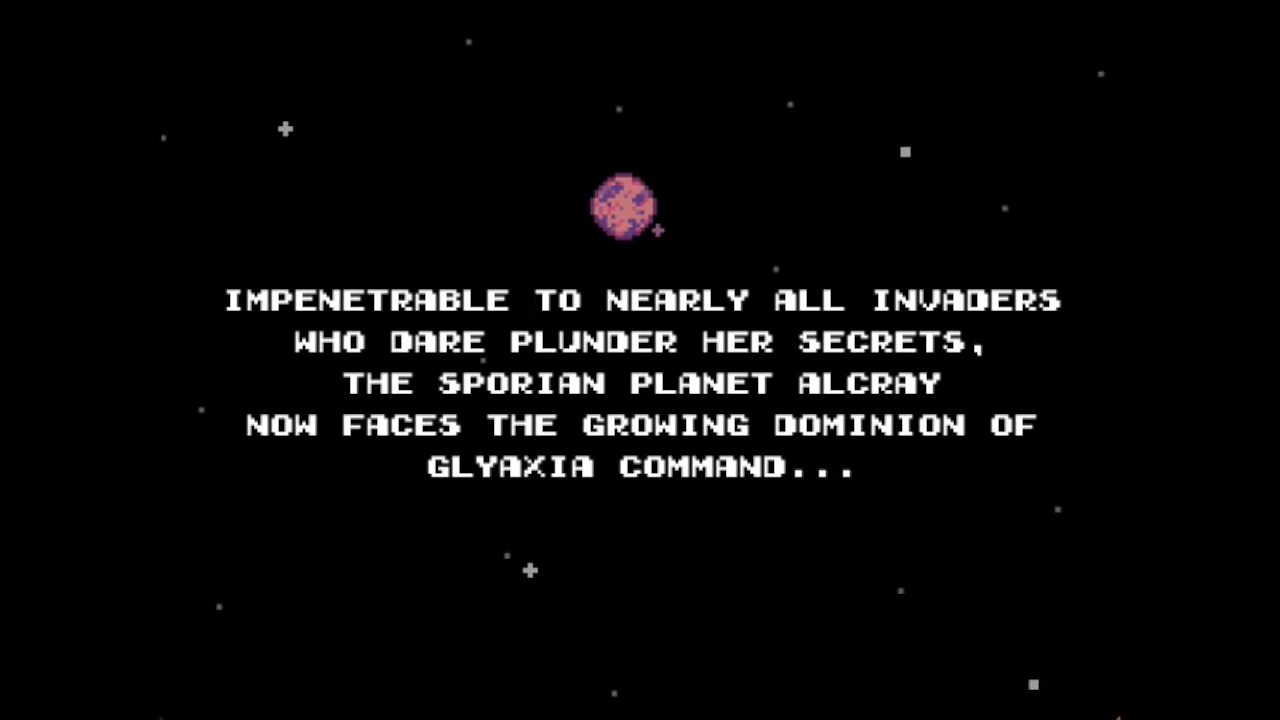 IMPENETRABLE TO NEARLY ALL INVADERS
WHO DARE PLUNDER HER SECRETS,
THE SPORIAN PLANET ALCRAY
NOW FACES THE GROWING DOMINION OF
GLYAXIA COMMAND...